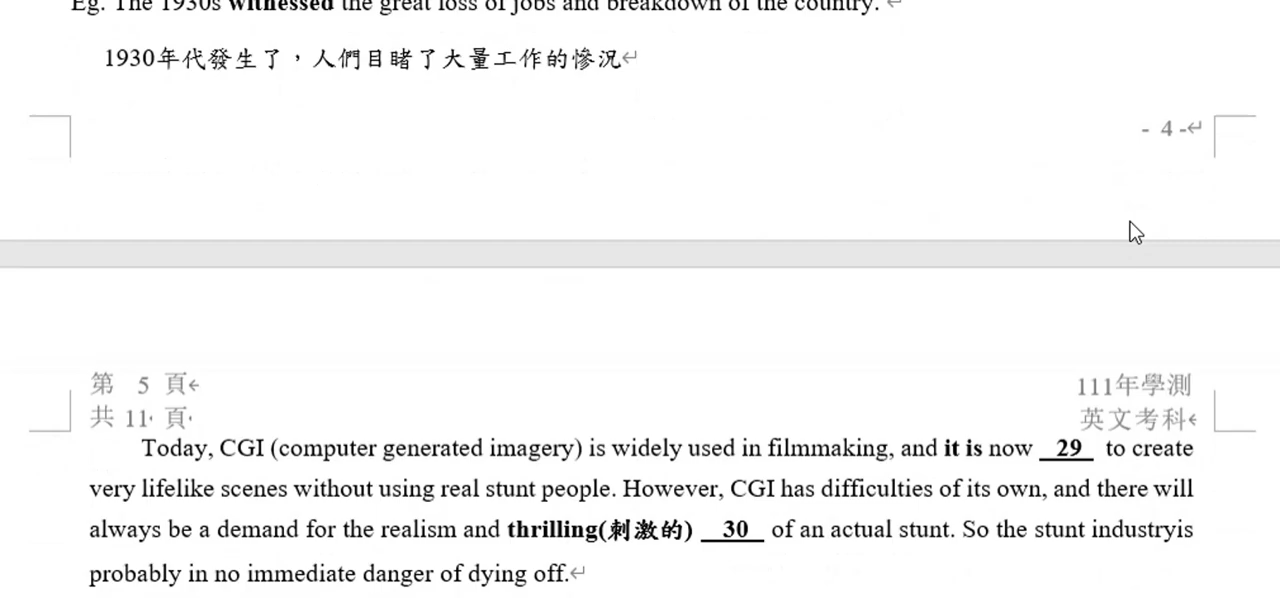 Eg. The 1930s witnessed the great loss of jobs and breakdown of the country.
1930年代發生了，人們目睹了大量工作的慘況
- 4 -
第 5 頁
111年學測
共 11 頁
英文考科
Today, CGI (computer generated imagery) is widely used in filmmaking, and it is now 29 to create
very lifelike scenes without using real stunt people. However, CGI has difficulties of its own, and there will
always be a demand for the realism and thrilling(刺激的) 30 of an actual stunt. So the stunt industryis
probably in no immediate danger of dying off.